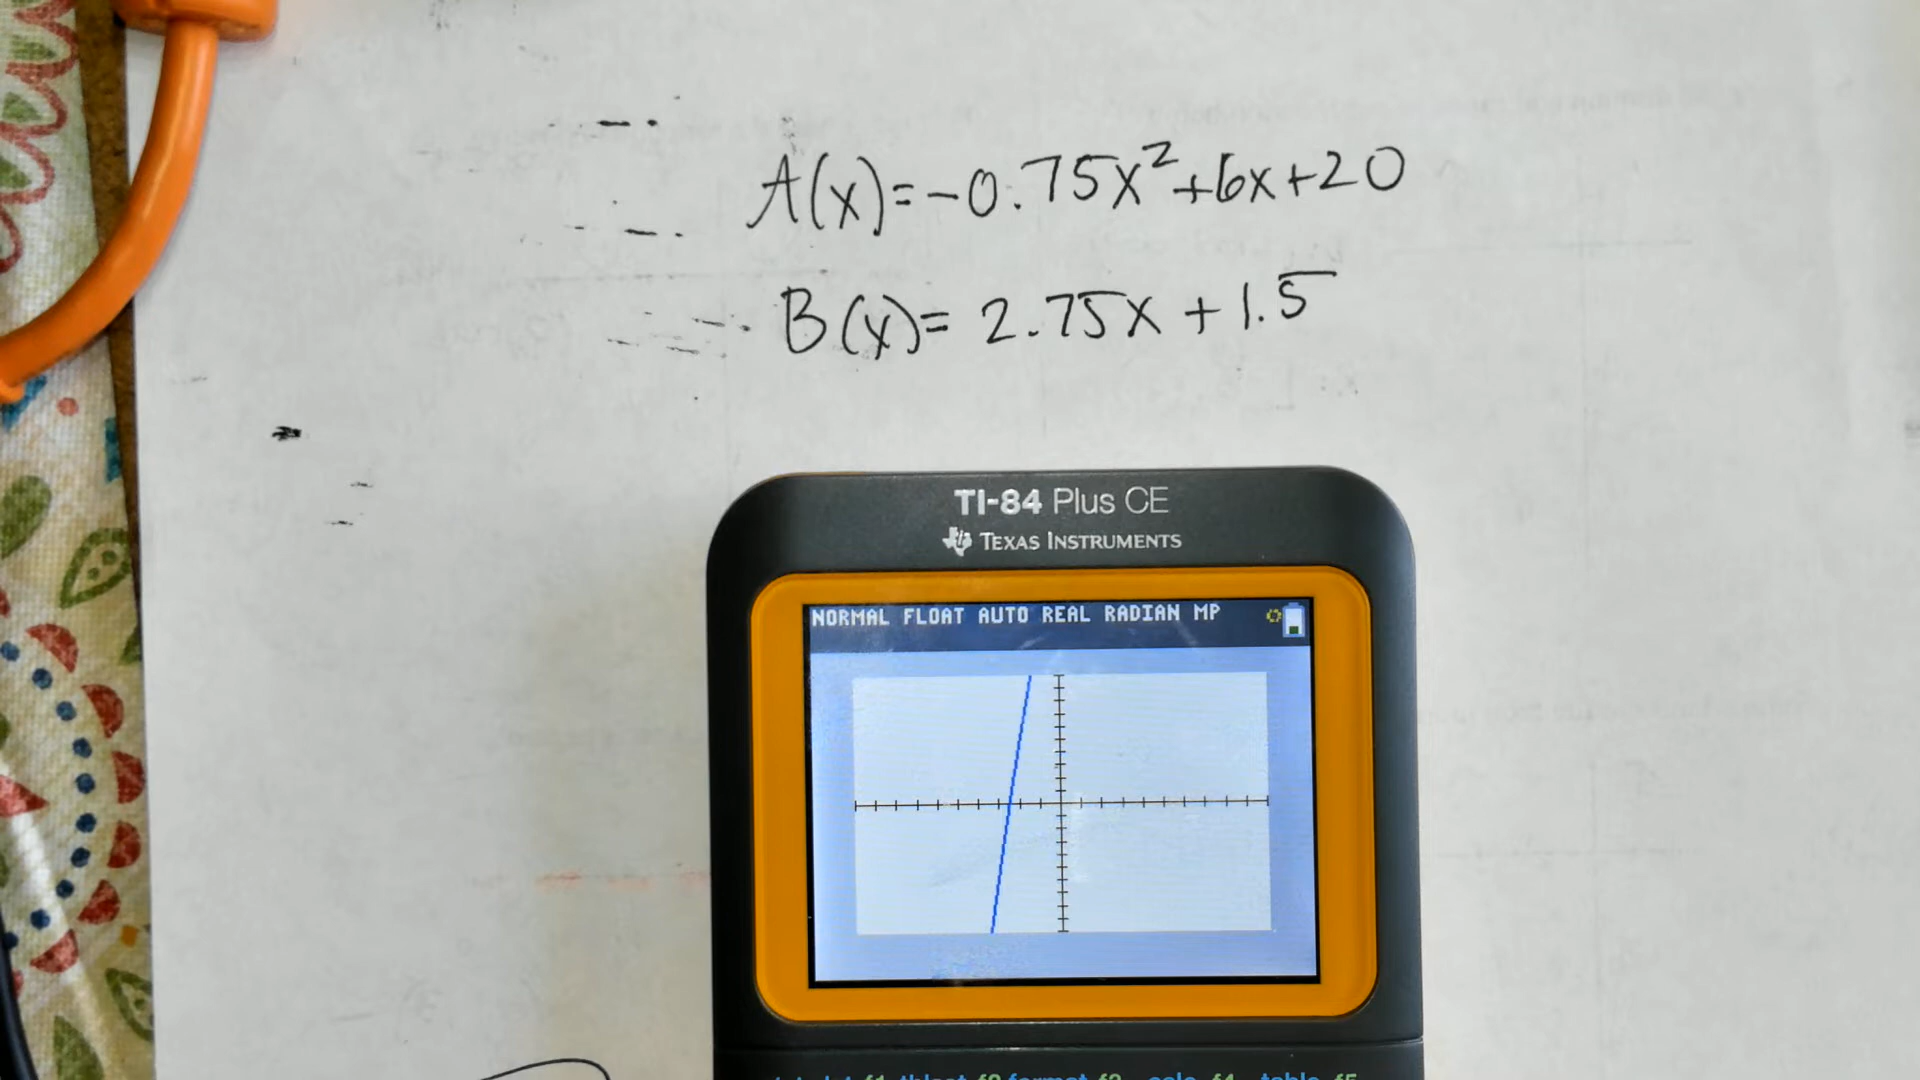 A(x)=-0.75x²+6x+20
B(x)=2.75x+1.5
TI-84 Plus CE
TEXAS INSTRUMENTS
NORMAL FLOAT AUTO REAL RADIAN MP